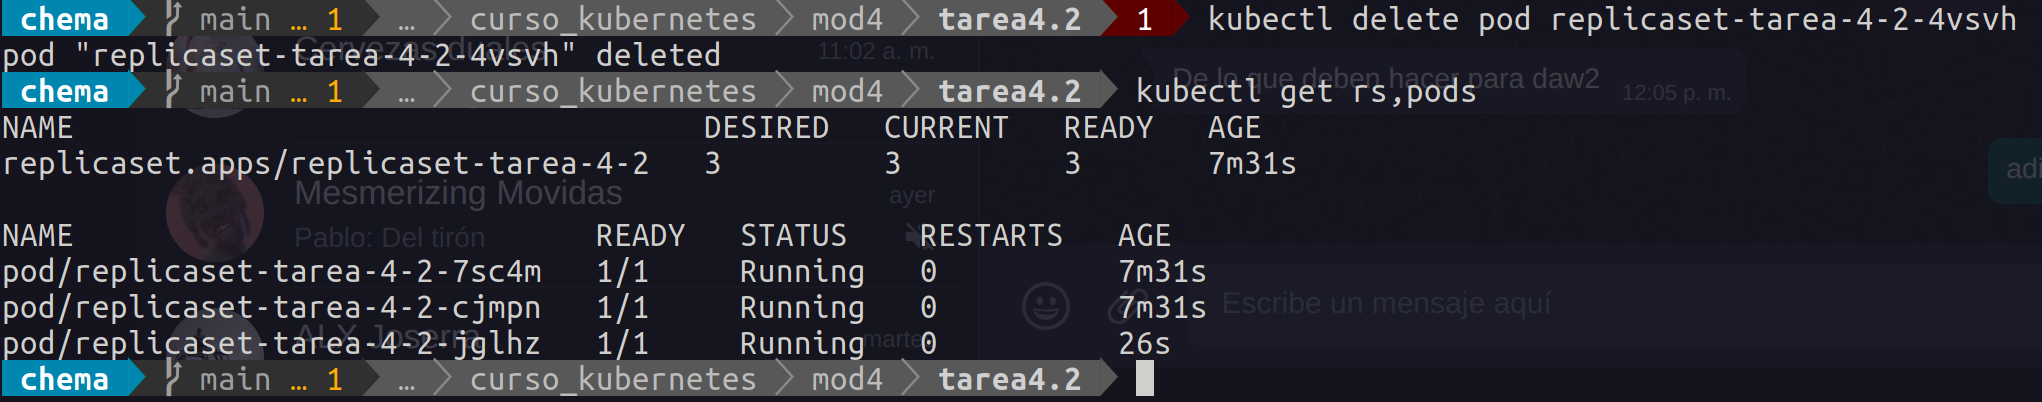 chema main … 1 … curso_kubernetes mod4 tarea4.2 1 kubectl delete pod replicaset-tarea-4-2-4vsvh
Cervezas duales 11:02 a. m.
pod "replicaset-tarea-4-2-4vsvh" deleted
De lo que deben hacer para daw2 12:05 p. m.
chema main … 1 … curso_kubernetes mod4 tarea4.2 kubectl get rs,pods
NAME DESIRED CURRENT READY AGE
replicaset.apps/replicaset-tarea-4-2 3 3 3 7m31s
adi
Mesmerizing Movidas ayer
Pablo: Del tirón
NAME READY STATUS RESTARTS AGE
pod/replicaset-tarea-4-2-7sc4m 1/1 Running 0 7m31s
pod/replicaset-tarea-4-2-cjmpn 1/1 Running 0 7m31s
Escribe un mensaje aquí
ALX Joserra marte
pod/replicaset-tarea-4-2-jglhz 1/1 Running 0 26s
chema main … 1 … curso_kubernetes mod4 tarea4.2